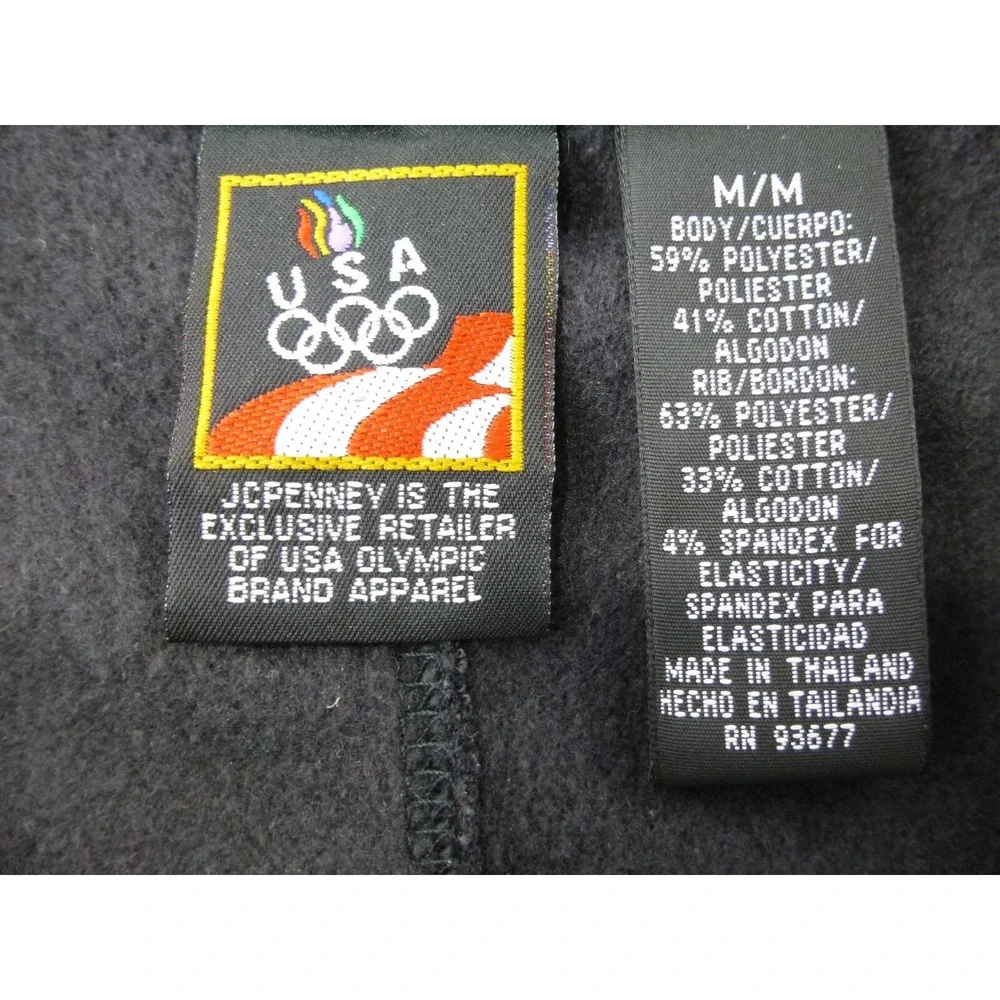 USA
JCPENNEY IS THE
EXCLUSIVE RETAILER
OF USA OLYMPIC
BRAND APPAREL
M/M
BODY/CUERPO:
59% POLYESTER/
POLIESTER
41% COTTON/
ALGODON
RIB/BORDON:
63% POLYESTER/
POLIESTER
33% COTTON/
ALGODON
4% SPANDEX FOR
ELASTICITY/
SPANDEX PARA
ELASTICIDAD
MADE IN THAILAND
HECHO EN TAILANDIA
RN 93677